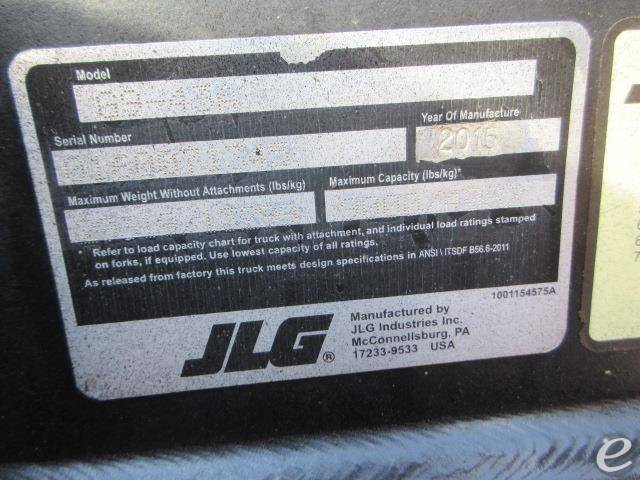 Model
G9-43A
Serial Number
Year Of Manufacture
2015
Maximum Weight Without Attachments (lbs/kg)
Maximum Capacity (lbs/kg)*
* Refer to load capacity chart for truck with attachment, and individual load ratings stamped
on forks, if equipped. Use lowest capacity of all ratings.
As released from factory this truck meets design specifications in ANSI \ ITSDF B56.6-2011
1001154575A
JLG®
Manufactured by
JLG Industries Inc.
McConnellsburg, PA
17233-9533 USA
e